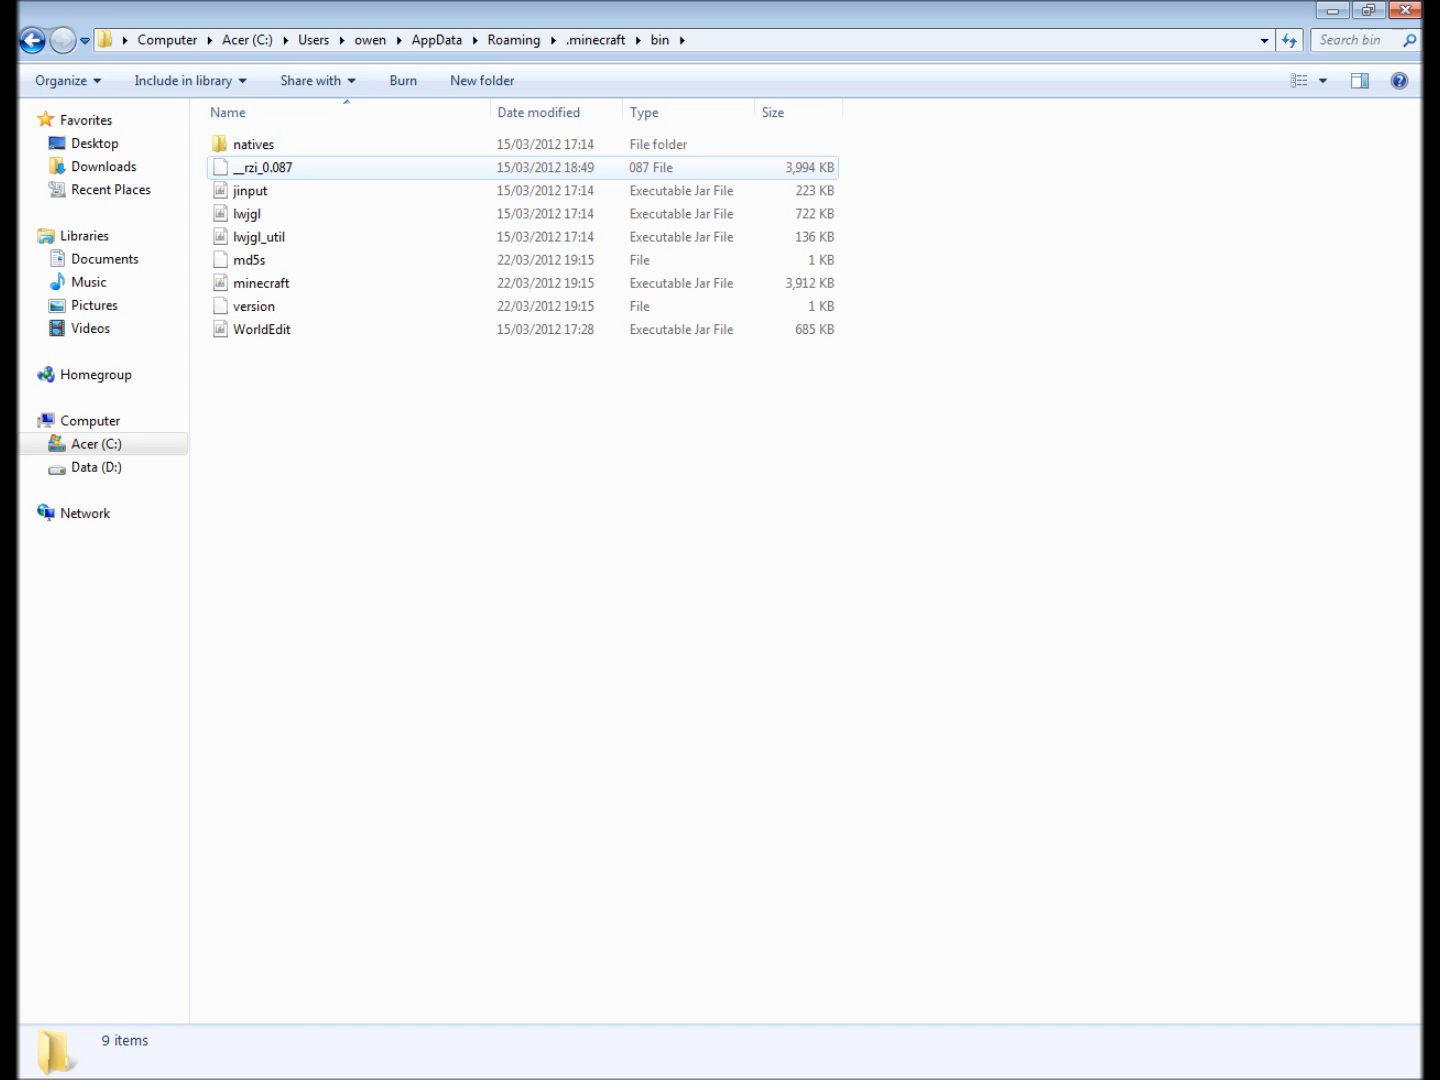 Computer Acer (C:) Users owen AppData Roaming .minecraft bin Search bin
Organize Include in library Share with Burn New folder
Favorites
Desktop
Downloads
Recent Places
Libraries
Documents
Music
Pictures
Videos
Homegroup
Computer
Acer (C:)
Data (D:)
Network
Name Date modified Type Size
natives 15/03/2012 17:14 File folder
__rzi_0.087 15/03/2012 18:49 087 File 3,994 KB
jinput 15/03/2012 17:14 Executable Jar File 223 KB
lwjgl 15/03/2012 17:14 Executable Jar File 722 KB
lwjgl_util 15/03/2012 17:14 Executable Jar File 136 KB
md5s 22/03/2012 19:15 File 1 KB
minecraft 22/03/2012 19:15 Executable Jar File 3,912 KB
version 22/03/2012 19:15 File 1 KB
WorldEdit 15/03/2012 17:28 Executable Jar File 685 KB
9 items